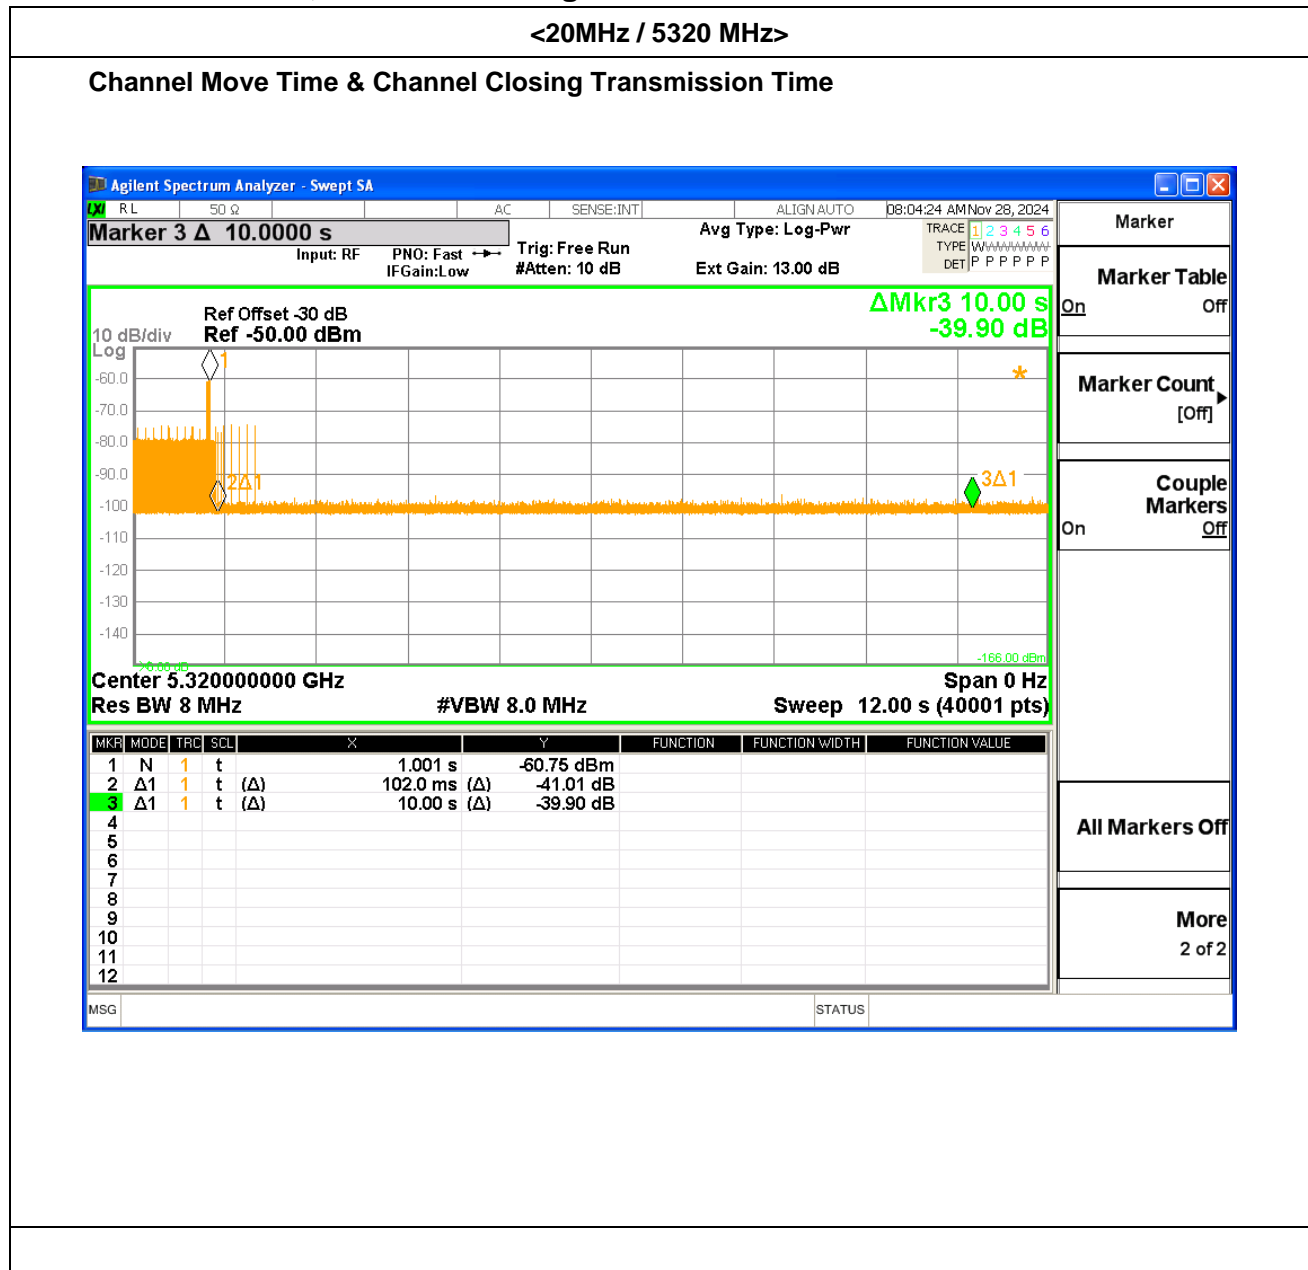 <20MHz / 5320 MHz>
Channel Move Time & Channel Closing Transmission Time
Agilent Spectrum Analyzer - Swept SA
LXI RL 50 Ω AC SENSE:INT ALIGN AUTO 08:04:24 AM Nov 28, 2024
Marker 3 Δ 10.0000 s
Input: RF PNO: Fast Trig: Free Run Avg Type: Log-Pwr TRACE 1 2 3 4 5 6
IFGain:Low #Atten: 10 dB Ext Gain: 13.00 dB TYPE
DET P P P P P P
ΔMkr3 10.00 s
-39.90 dB
Ref Offset -30 dB
10 dB/div Ref -50.00 dBm
Log
1
-60.0
*
-70.0
-80.0
-90.0
2Δ1
3Δ1
-100
-110
-120
-130
-140
-166.00 dBm
Center 5.320000000 GHz Span 0 Hz
Res BW 8 MHz #VBW 8.0 MHz Sweep 12.00 s (40001 pts)
MKR MODE TRC SCL X Y FUNCTION FUNCTION WIDTH FUNCTION VALUE
1 N 1 t 1.001 s -60.75 dBm
2 Δ1 1 t (Δ) 102.0 ms (Δ) -41.01 dB
3 Δ1 1 t (Δ) 10.00 s (Δ) -39.90 dB
4
5
6
7
8
9
10
11
12
MSG STATUS
Marker
Marker Table
On Off
Marker Count
[Off]
Couple
Markers
On Off
All Markers Off
More
2 of 2